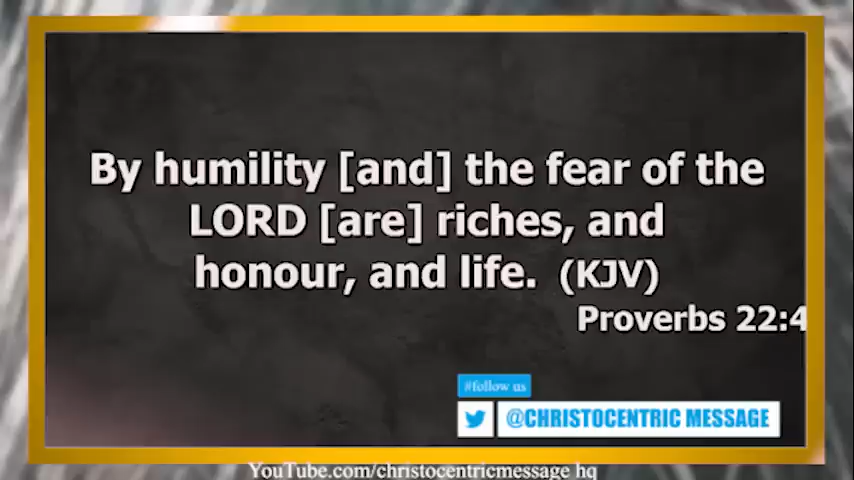 By humility [and] the fear of the
LORD [are] riches, and
honour, and life. (KJV)
Proverbs 22:4
#follow us
@CHRISTOCENTRIC MESSAGE
YouTube.com/christocentricmessage hq